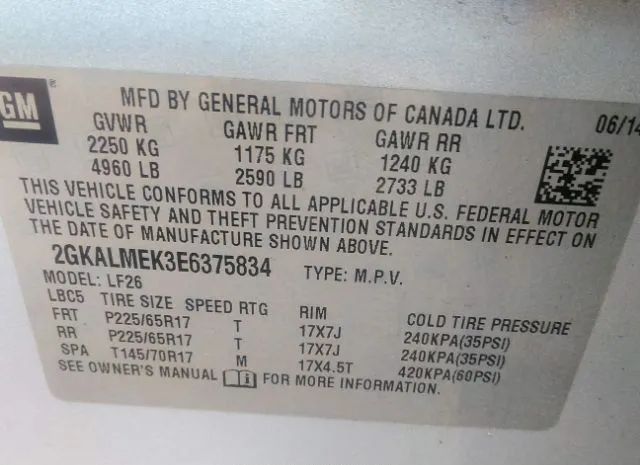 GM ®
MFD BY GENERAL MOTORS OF CANADA LTD. 06/14
GVWR GAWR FRT GAWR RR
2250 KG 1175 KG 1240 KG
4960 LB 2590 LB 2733 LB
THIS VEHICLE CONFORMS TO ALL APPLICABLE U.S. FEDERAL MOTOR
VEHICLE SAFETY AND THEFT PREVENTION STANDARDS IN EFFECT ON
THE DATE OF MANUFACTURE SHOWN ABOVE.
2GKALMEK3E6375834 TYPE: M.P.V.
MODEL: LF26
LBC5 TIRE SIZE SPEED RTG RIM COLD TIRE PRESSURE
FRT P225/65R17 T 17X7J 240KPA(35PSI)
RR P225/65R17 T 17X7J 240KPA(35PSI)
SPA T145/70R17 M 17X4.5T 420KPA(60PSI)
SEE OWNER'S MANUAL FOR MORE INFORMATION.